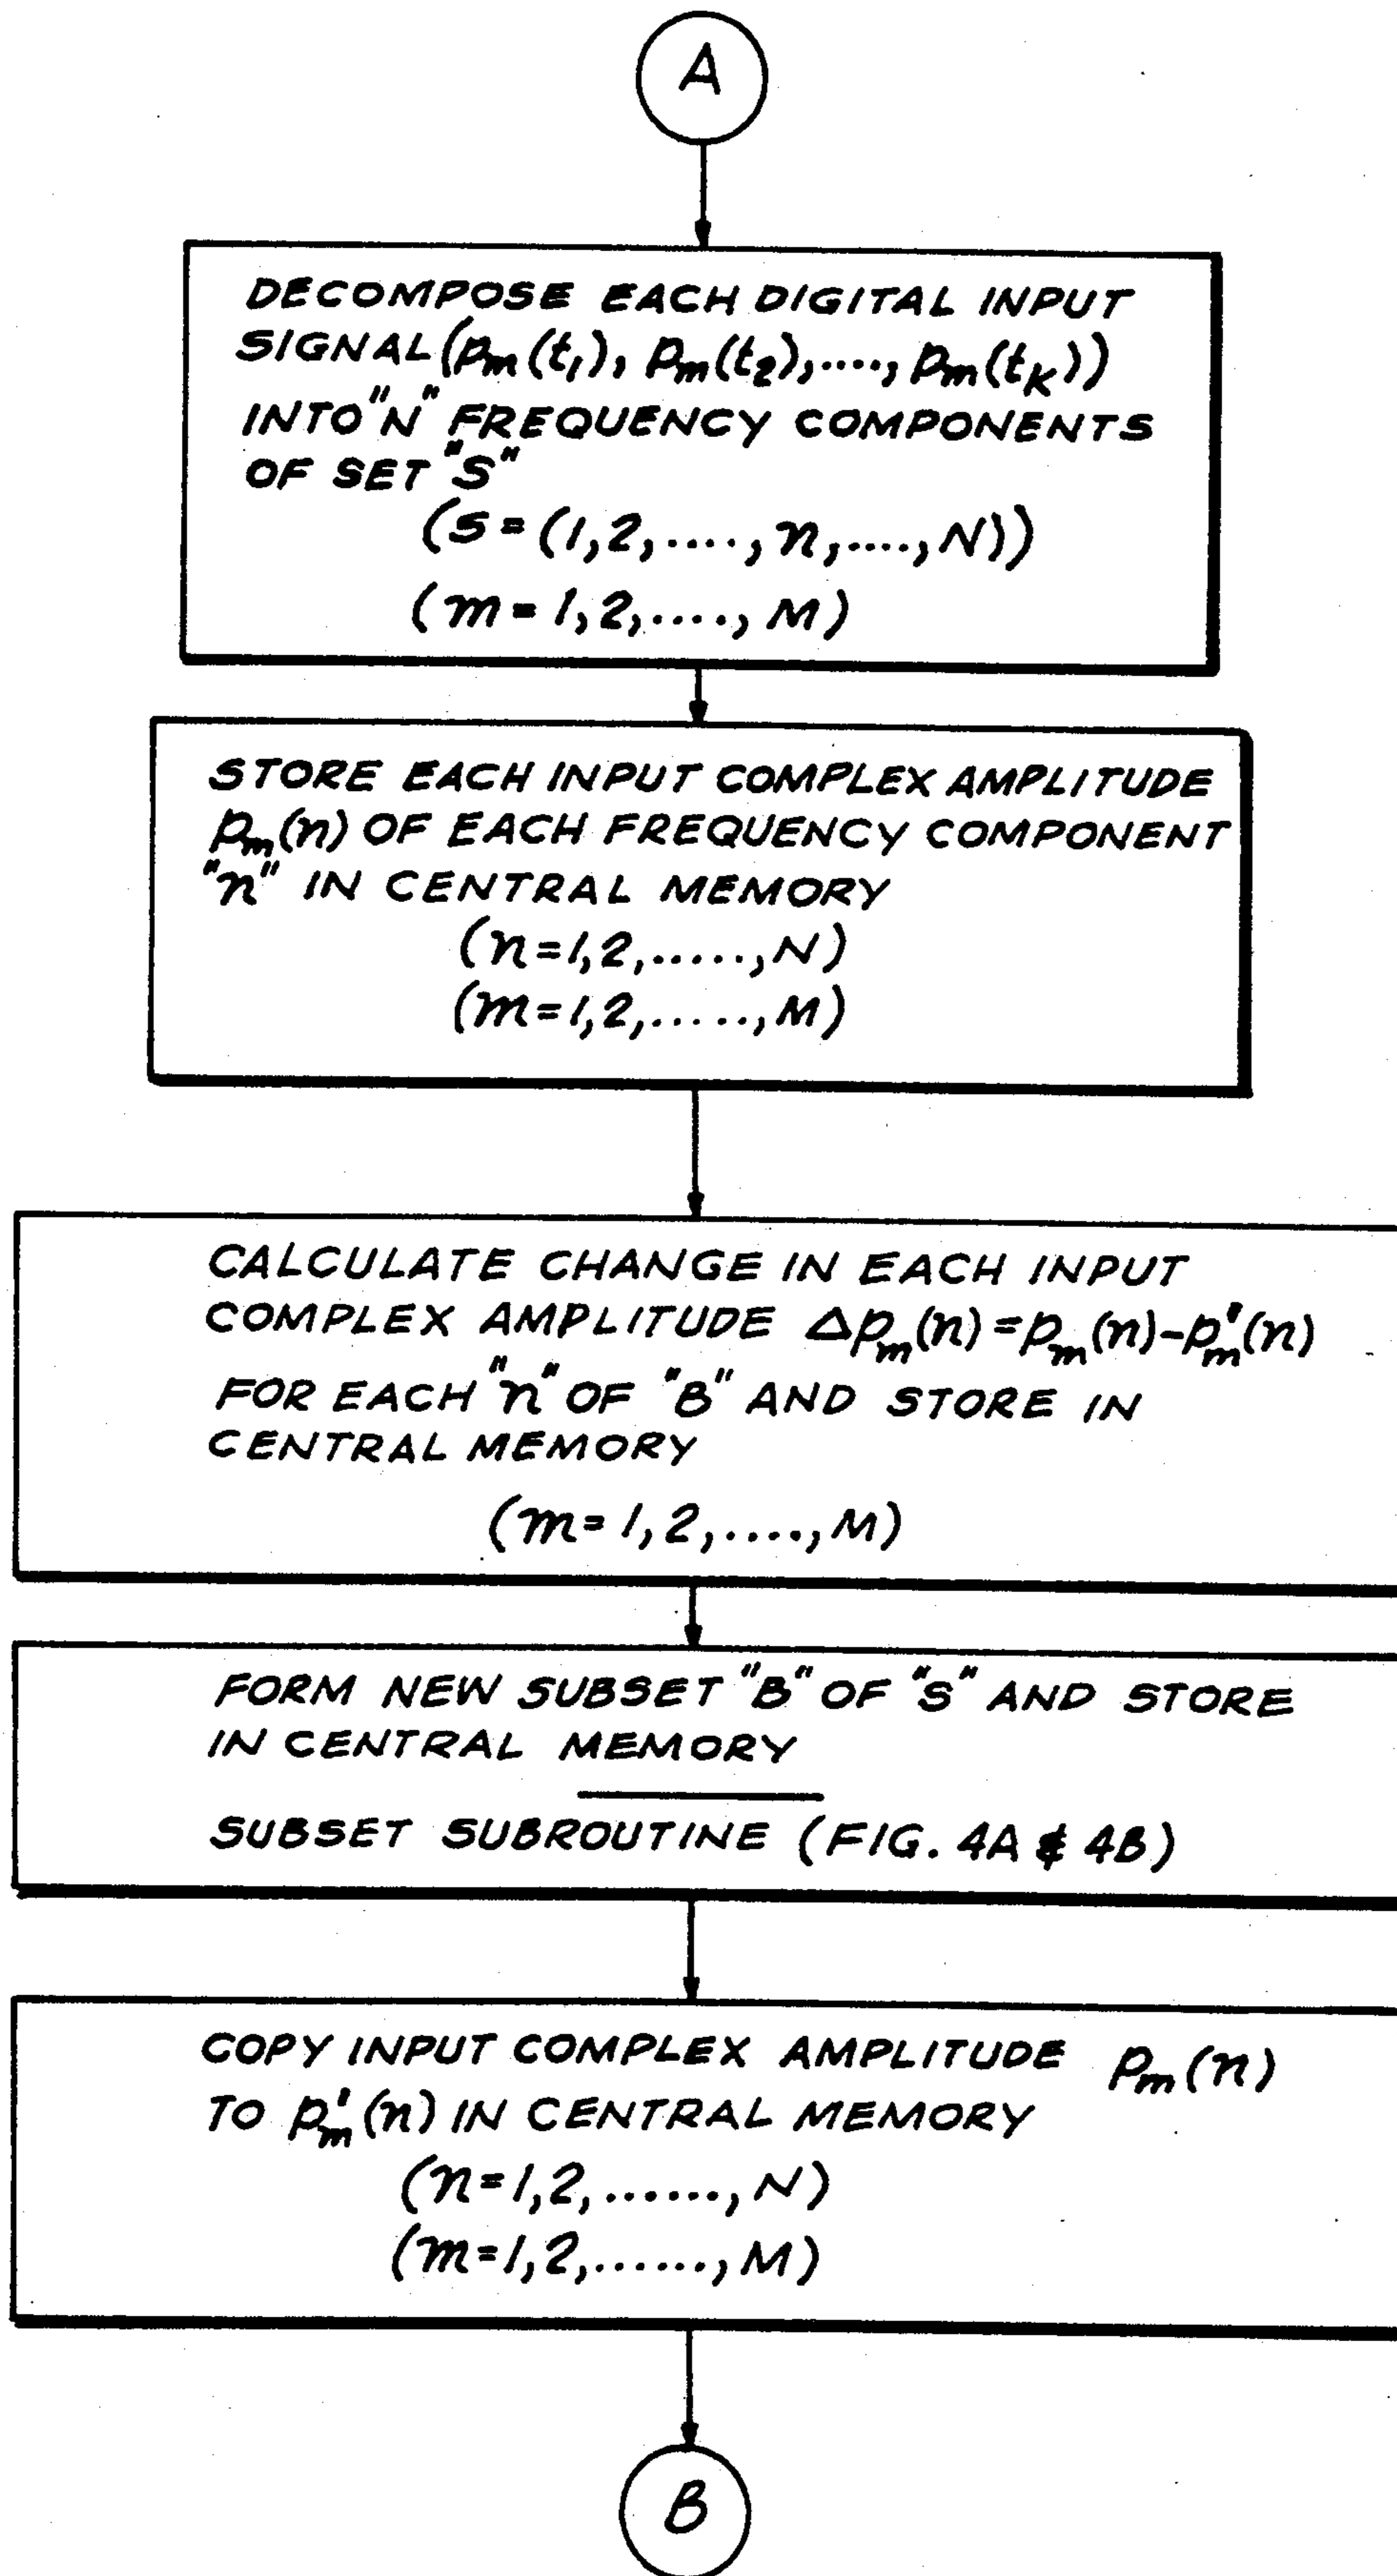 A
DECOMPOSE EACH DIGITAL INPUT
SIGNAL (pₘ(t₁), pₘ(t₂),...., pₘ(tₖ))
INTO "N" FREQUENCY COMPONENTS
OF SET "S"
(S = (1,2,....,n,....,N))
(m = 1,2,....,M)
STORE EACH INPUT COMPLEX AMPLITUDE
pₘ(n) OF EACH FREQUENCY COMPONENT
"n" IN CENTRAL MEMORY
(n=1,2,.....,N)
(m=1,2,.....,M)
CALCULATE CHANGE IN EACH INPUT
COMPLEX AMPLITUDE Δpₘ(n)=pₘ(n)-pₘ'(n)
FOR EACH "n" OF "B" AND STORE IN
CENTRAL MEMORY
(m= 1,2,....,M)
FORM NEW SUBSET "B" OF "S" AND STORE
IN CENTRAL MEMORY
SUBSET SUBROUTINE (FIG. 4A & 4B)
COPY INPUT COMPLEX AMPLITUDE pₘ(n)
TO pₘ'(n) IN CENTRAL MEMORY
(n=1,2,......,N)
(m=1,2,......,M)
B